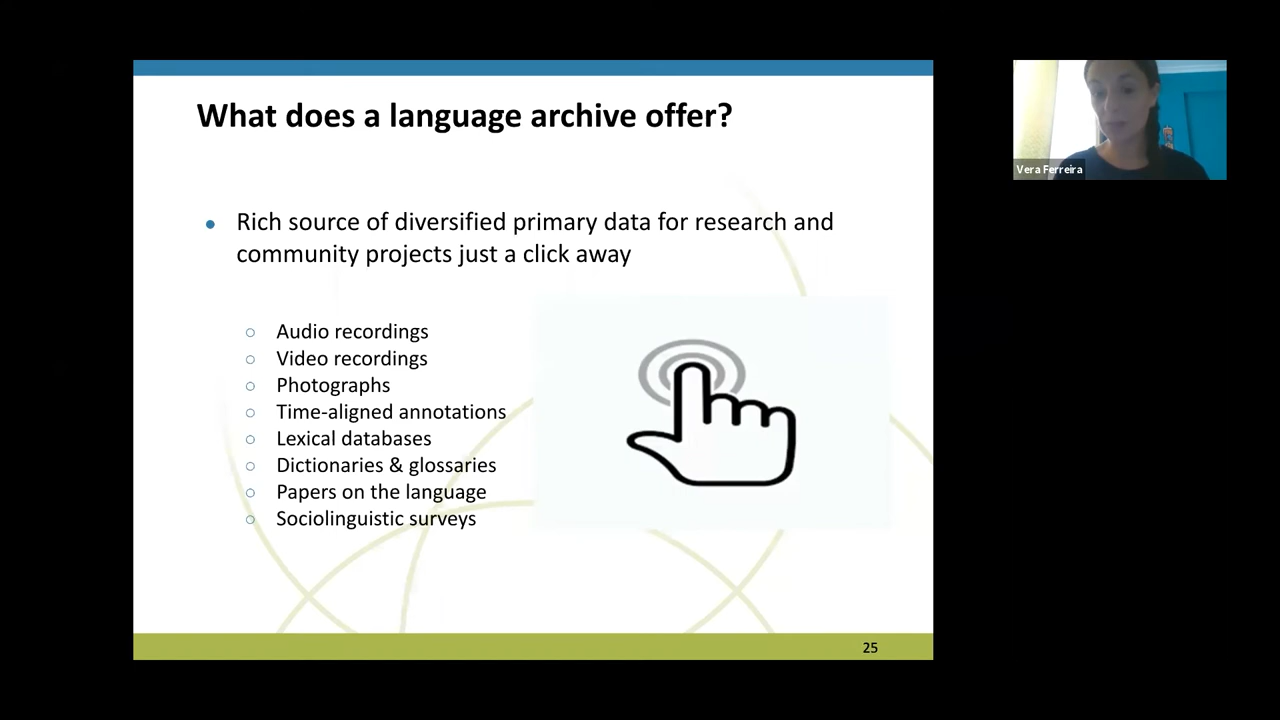 What does a language archive offer?
Rich source of diversified primary data for research and
community projects just a click away
Audio recordings
Video recordings
Photographs
Time-aligned annotations
Lexical databases
Dictionaries & glossaries
Papers on the language
Sociolinguistic surveys
25
Vera Ferreira